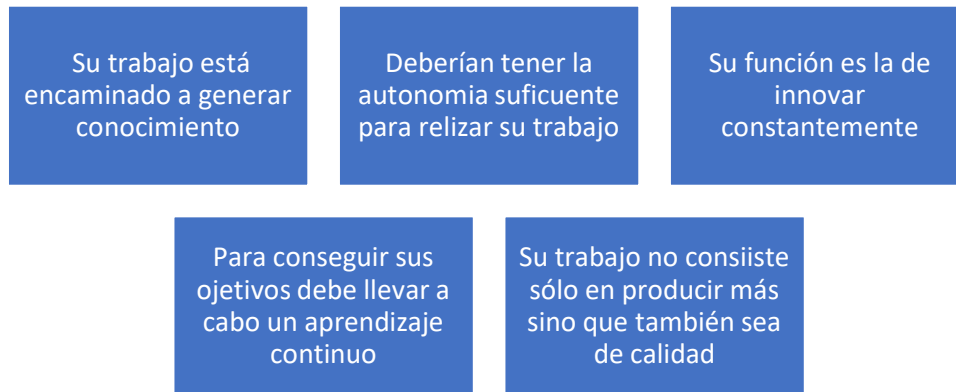 Su trabajo está
encaminado a generar
conocimiento
Deberían tener la
autonomia suficuente
para relizar su trabajo
Su función es la de
innovar
constantemente
Para conseguir sus
ojetivos debe llevar a
cabo un aprendizaje
continuo
Su trabajo no consiiste
sólo en producir más
sino que también sea
de calidad